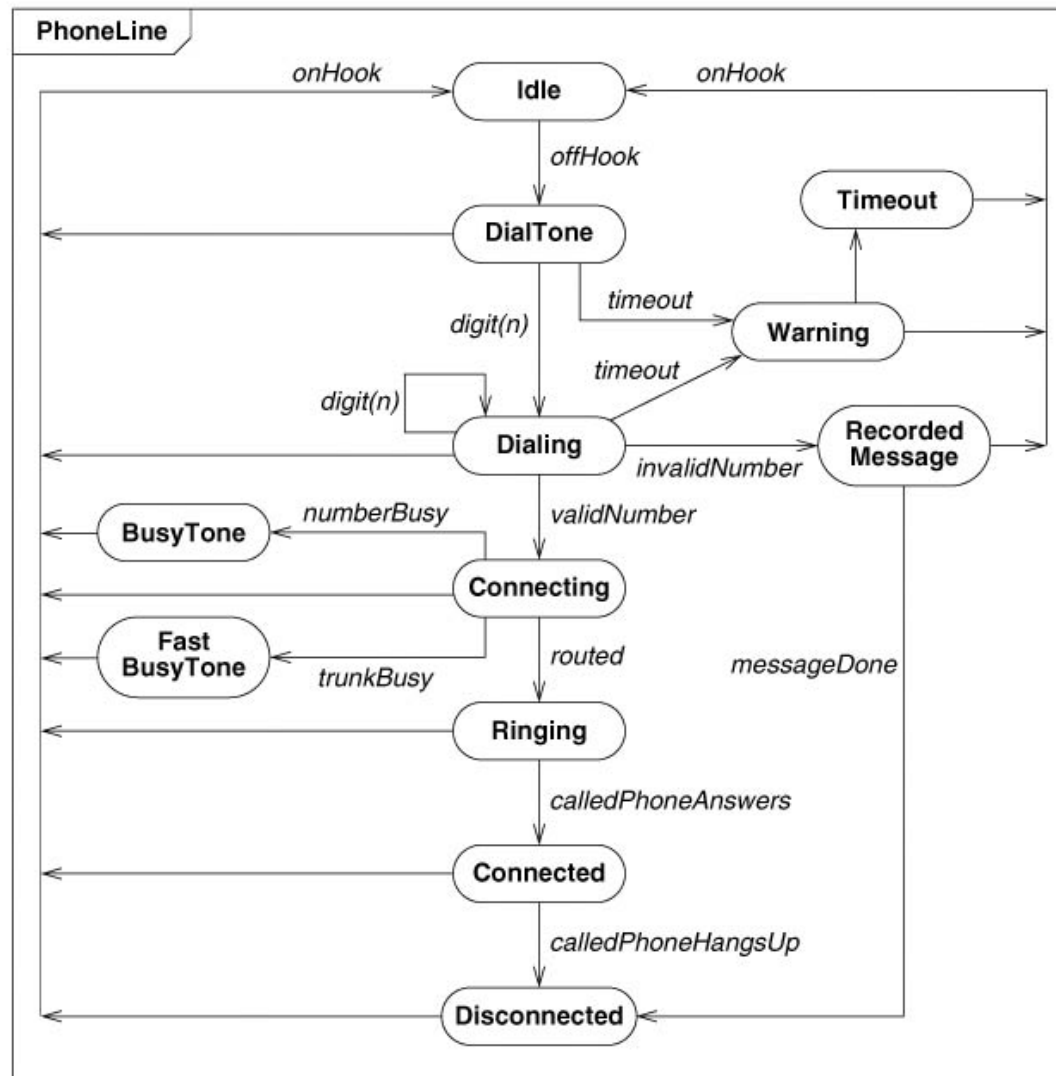 PhoneLine
onHook
Idle
onHook
offHook
Timeout
DialTone
timeout
Warning
digit(n)
timeout
digit(n)
Dialing
Recorded
Message
invalidNumber
validNumber
numberBusy
BusyTone
Connecting
Fast
BusyTone
trunkBusy
routed
messageDone
Ringing
calledPhoneAnswers
Connected
calledPhoneHangsUp
Disconnected